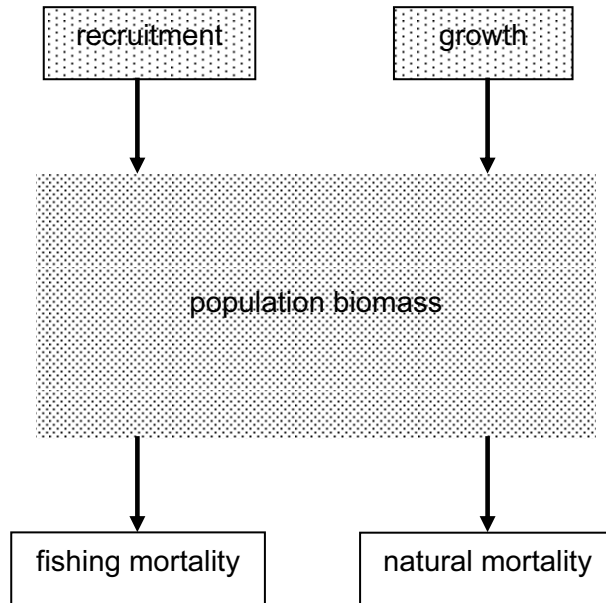 recruitment
growth
population biomass
fishing mortality
natural mortality